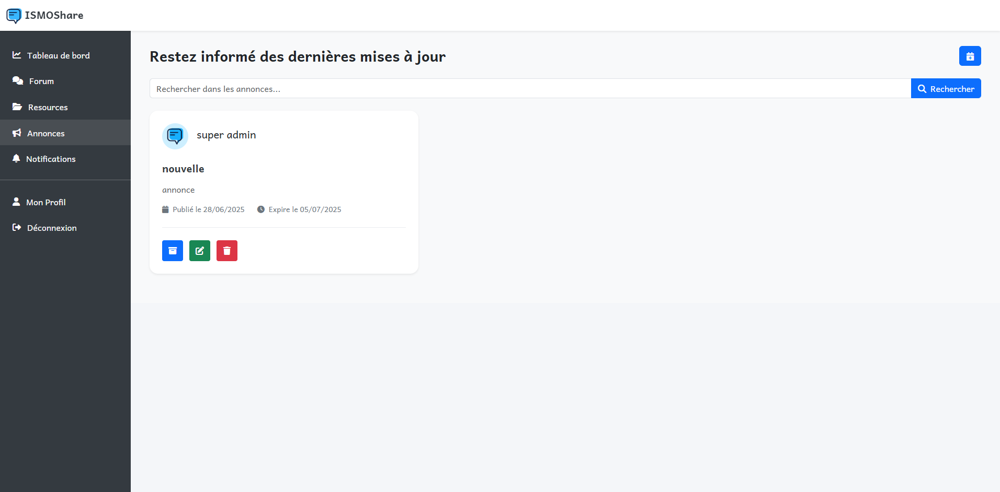 ISMOShare
Tableau de bord
Forum
Resources
Annonces
Notifications
Mon Profil
Déconnexion
Restez informé des dernières mises à jour
Rechercher dans les annonces...
Rechercher
super admin
nouvelle
annonce
Publié le 28/06/2025 Expire le 05/07/2025